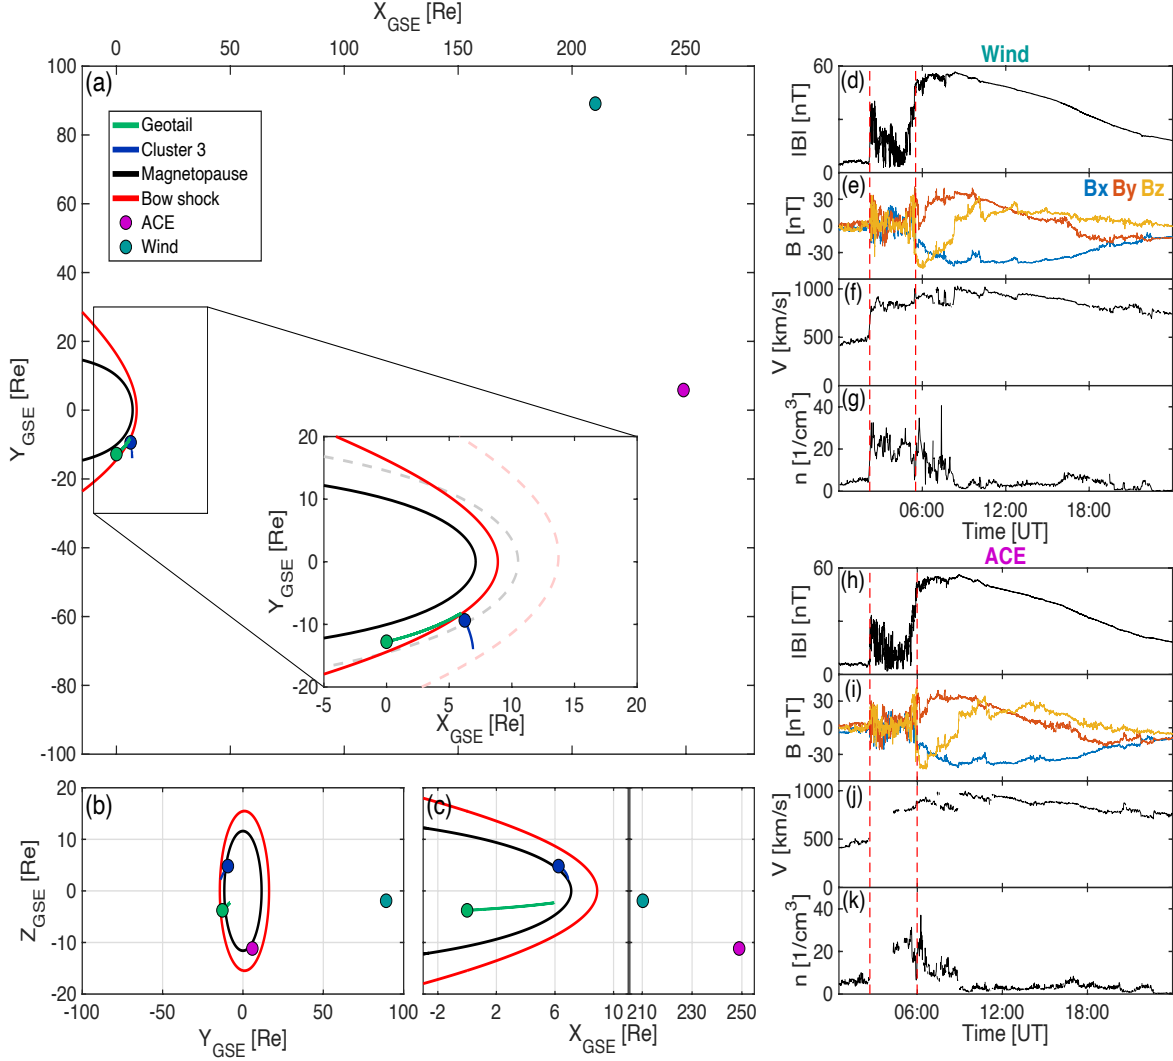 X_GSE [Re]
0 50 100 150 200 250
(a)
100
80
60
40
20
0
-20
-40
-60
-80
-100
Y_GSE [Re]
Geotail
Cluster 3
Magnetopause
Bow shock
ACE
Wind
20
10
0
-10
-20
Y_GSE [Re]
-5 0 5 10 15 20
X_GSE [Re]
(b)
20
10
0
-10
-20
Z_GSE [Re]
-100 -50 0 50 100
Y_GSE [Re]
(c)
-2 2 6 10 210 230 250
X_GSE [Re]
Wind
(d)
60
0
|B| [nT]
(e)
Bx By Bz
30
0
-30
B [nT]
(f)
1000
500
0
V [km/s]
(g)
40
20
0
n [1/cm^3]
06:00 12:00 18:00
Time [UT]
ACE
(h)
60
0
|B| [nT]
(i)
30
0
-30
B [nT]
(j)
1000
500
0
V [km/s]
(k)
40
20
0
n [1/cm^3]
06:00 12:00 18:00
Time [UT]